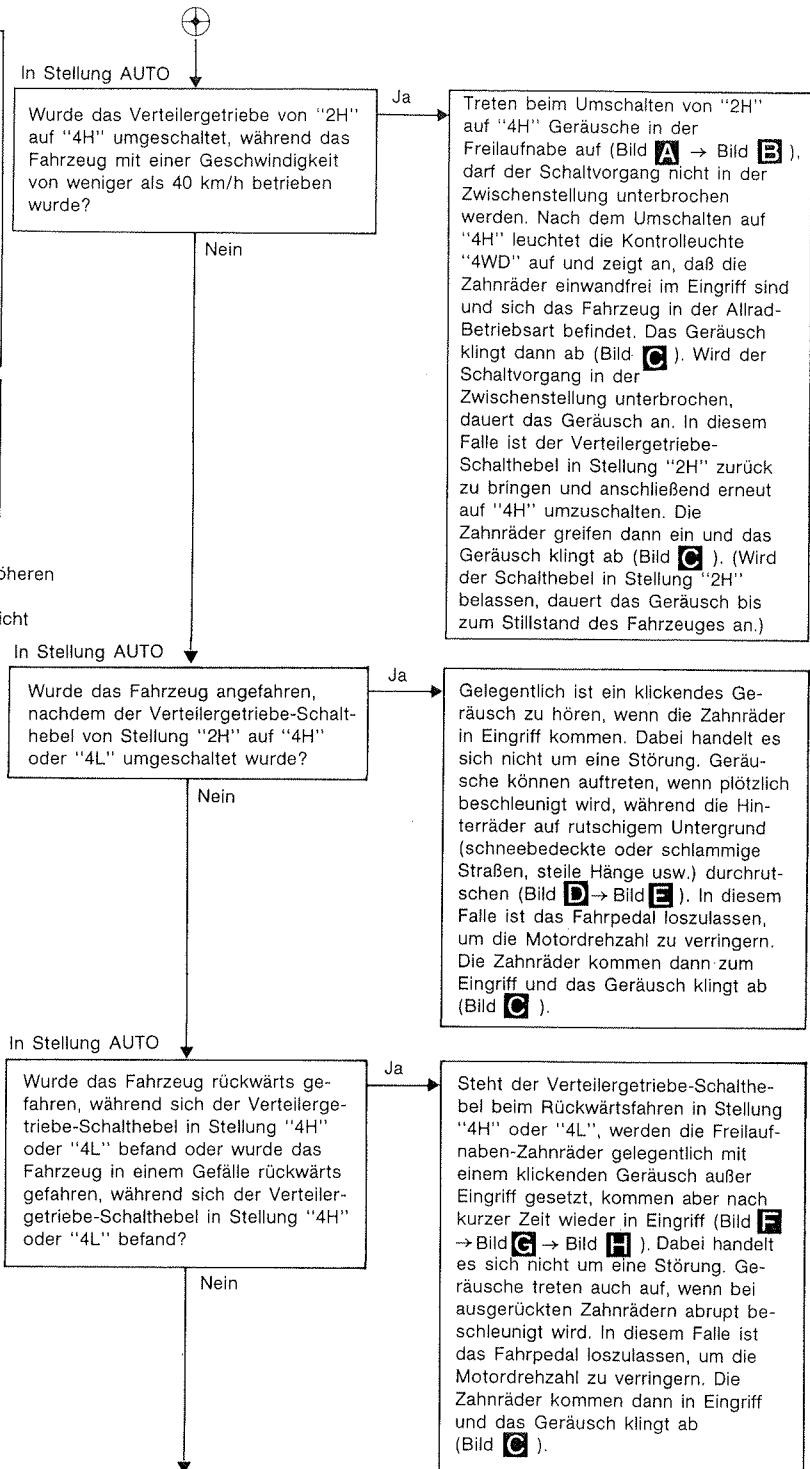 In Stellung AUTO
Wurde das Verteilergetriebe von "2H"
auf "4H" umgeschaltet, während das
Fahrzeug mit einer Geschwindigkeit
von weniger als 40 km/h betrieben
wurde?
Ja
Nein
Treten beim Umschalten von "2H"
auf "4H" Geräusche in der
Freilaufnabe auf (Bild A → Bild B ),
darf der Schaltvorgang nicht in der
Zwischenstellung unterbrochen
werden. Nach dem Umschalten auf
"4H" leuchtet die Kontrolleuchte
"4WD" auf und zeigt an, daß die
Zahnräder einwandfrei im Eingriff sind
und sich das Fahrzeug in der Allrad-
Betriebsart befindet. Das Geräusch
klingt dann ab (Bild C ). Wird der
Schaltvorgang in der
Zwischenstellung unterbrochen,
dauert das Geräusch an. In diesem
Falle ist der Verteilergetriebe-
Schalthebel in Stellung "2H" zurück
zu bringen und anschließend erneut
auf "4H" umzuschalten. Die
Zahnräder greifen dann ein und das
Geräusch klingt ab (Bild C ). (Wird
der Schalthebel in Stellung "2H"
belassen, dauert das Geräusch bis
zum Stillstand des Fahrzeuges an.)
öheren
icht
In Stellung AUTO
Wurde das Fahrzeug angefahren,
nachdem der Verteilergetriebe-Schalt-
hebel von Stellung "2H" auf "4H"
oder "4L" umgeschaltet wurde?
Ja
Nein
Gelegentlich ist ein klickendes Ge-
räusch zu hören, wenn die Zahnräder
in Eingriff kommen. Dabei handelt es
sich nicht um eine Störung. Geräu-
sche können auftreten, wenn plötzlich
beschleunigt wird, während die Hin-
terräder auf rutschigem Untergrund
(schneebedeckte oder schlammige
Straßen, steile Hänge usw.) durchrut-
schen (Bild D → Bild E ). In diesem
Falle ist das Fahrpedal loszulassen,
um die Motordrehzahl zu verringern.
Die Zahnräder kommen dann zum
Eingriff und das Geräusch klingt ab
(Bild C ).
In Stellung AUTO
Wurde das Fahrzeug rückwärts ge-
fahren, während sich der Verteilerge-
triebe-Schalthebel in Stellung "4H"
oder "4L" befand oder wurde das
Fahrzeug in einem Gefälle rückwärts
gefahren, während sich der Verteiler-
getriebe-Schalthebel in Stellung "4H"
oder "4L" befand?
Ja
Nein
Steht der Verteilergetriebe-Schalthe-
bel beim Rückwärtsfahren in Stellung
"4H" oder "4L", werden die Freilauf-
naben-Zahnräder gelegentlich mit
einem klickenden Geräusch außer
Eingriff gesetzt, kommen aber nach
kurzer Zeit wieder in Eingriff (Bild F
→ Bild G → Bild H ). Dabei handelt
es sich nicht um eine Störung. Ge-
räusche treten auch auf, wenn bei
ausgerückten Zahnrädern abrupt be-
schleunigt wird. In diesem Falle ist
das Fahrpedal loszulassen, um die
Motordrehzahl zu verringern. Die
Zahnräder kommen dann in Eingriff
und das Geräusch klingt ab
(Bild C ).